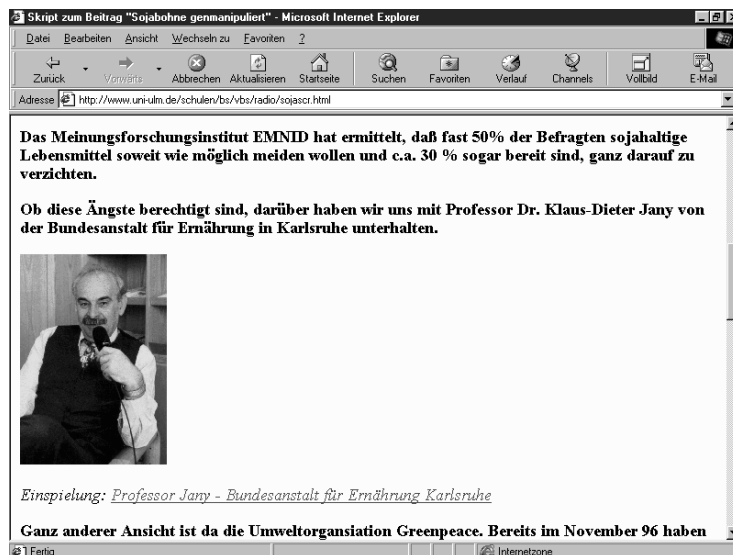 Skript zum Beitrag "Sojabohne genmanipuliert" - Microsoft Internet Explorer
Datei Bearbeiten Ansicht Wechseln zu Favoriten ?
Zurück Vorwärts Abbrechen Aktualisieren Startseite Suchen Favoriten Verlauf Channels Vollbild E-Mail
Adresse http://www.uni-ulm.de/schulen/bs/vbs/radio/sojascr.html
Das Meinungsforschungsinstitut EMNID hat ermittelt, daß fast 50% der Befragten sojahaltige
Lebensmittel soweit wie möglich meiden wollen und c.a. 30 % sogar bereit sind, ganz darauf zu
verzichten.
Ob diese Ängste berechtigt sind, darüber haben wir uns mit Professor Dr. Klaus-Dieter Jany von
der Bundesanstalt für Ernährung in Karlsruhe unterhalten.
Einspielung: Professor Jany - Bundesanstalt für Ernährung Karlsruhe
Ganz anderer Ansicht ist da die Umweltorgansiation Greenpeace. Bereits im November 96 haben
Fertig Internetzone